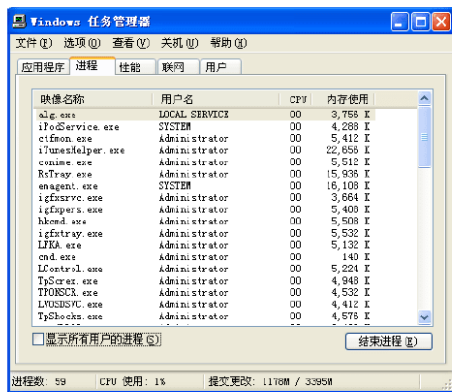 Windows 任务管理器
文件(F) 选项(O) 查看(V) 关机(U) 帮助(H)
应用程序 进程 性能 联网 用户
映像名称 用户名 CPU 内存使用
alg.exe LOCAL SERVICE 00 3,756 K
iPodService.exe SYSTEM 00 4,288 K
ctfmon.exe Administrator 00 5,412 K
iTunesHelper.exe Administrator 00 22,656 K
conime.exe Administrator 00 5,512 K
RsTray.exe Administrator 00 15,936 K
enagent.exe SYSTEM 00 16,108 K
igfxsrvc.exe Administrator 00 3,664 K
igfxpers.exe Administrator 00 5,400 K
hkcmd.exe Administrator 00 5,508 K
igfxtray.exe Administrator 00 5,532 K
LFKA.exe Administrator 00 5,132 K
cmd.exe Administrator 00 140 K
LControl.exe Administrator 00 5,224 K
TpScrex.exe Administrator 00 4,948 K
TPONSCR.exe Administrator 00 4,532 K
LVOSDSVC.exe Administrator 00 4,412 K
TpShocks.exe Administrator 00 4,576 K
显示所有用户的进程(S) 结束进程(E)
进程数: 59 CPU 使用: 1% 提交更改: 1178M / 3395M